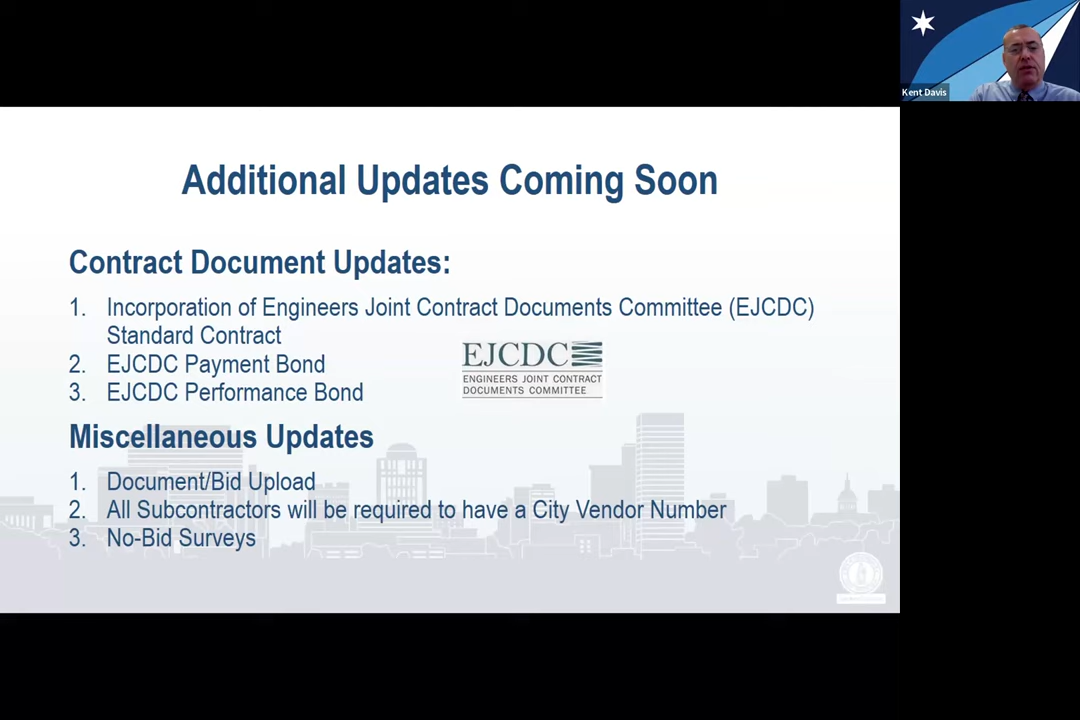 Kent Davis
Additional Updates Coming Soon
Contract Document Updates:
1. Incorporation of Engineers Joint Contract Documents Committee (EJCDC)
Standard Contract
2. EJCDC Payment Bond
3. EJCDC Performance Bond
EJCDC
ENGINEERS JOINT CONTRACT
DOCUMENTS COMMITTEE
Miscellaneous Updates
1. Document/Bid Upload
2. All Subcontractors will be required to have a City Vendor Number
3. No-Bid Surveys